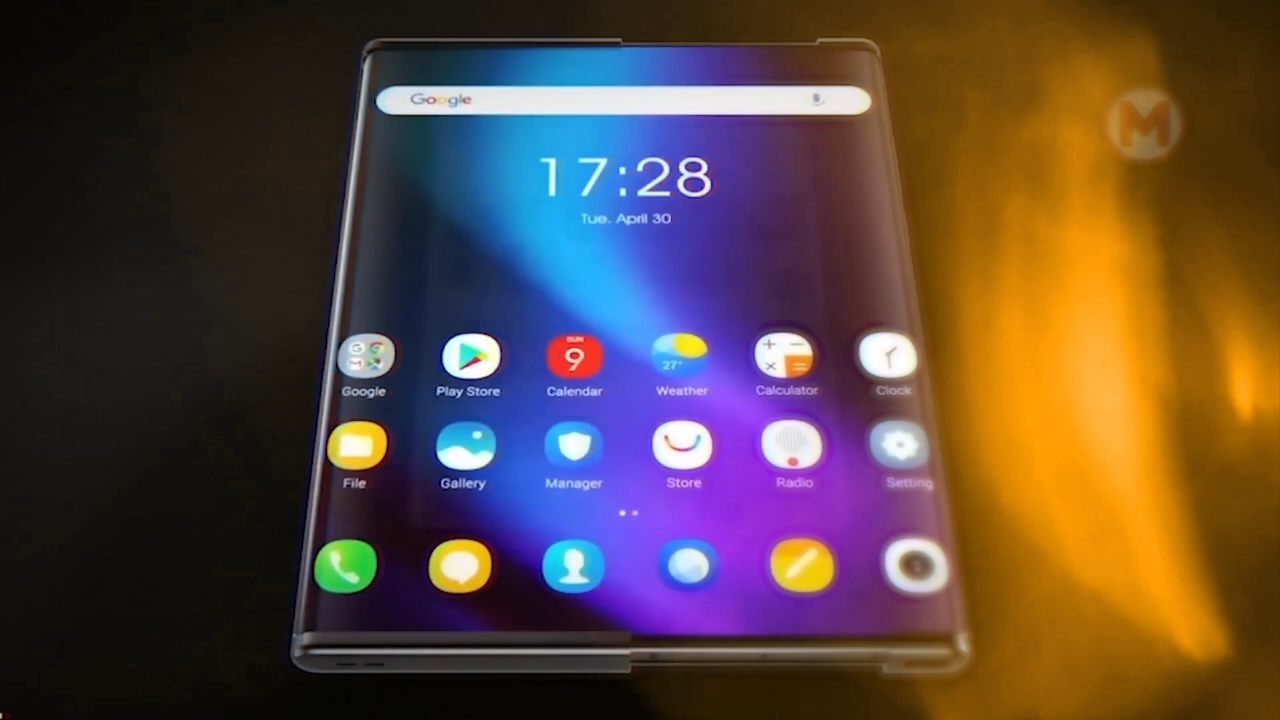 Google
17:28
Tue. April 30
SUN
9
27°
Google Play Store Calendar Weather Calculator Clock
File Gallery Manager Store Radio Setting
M